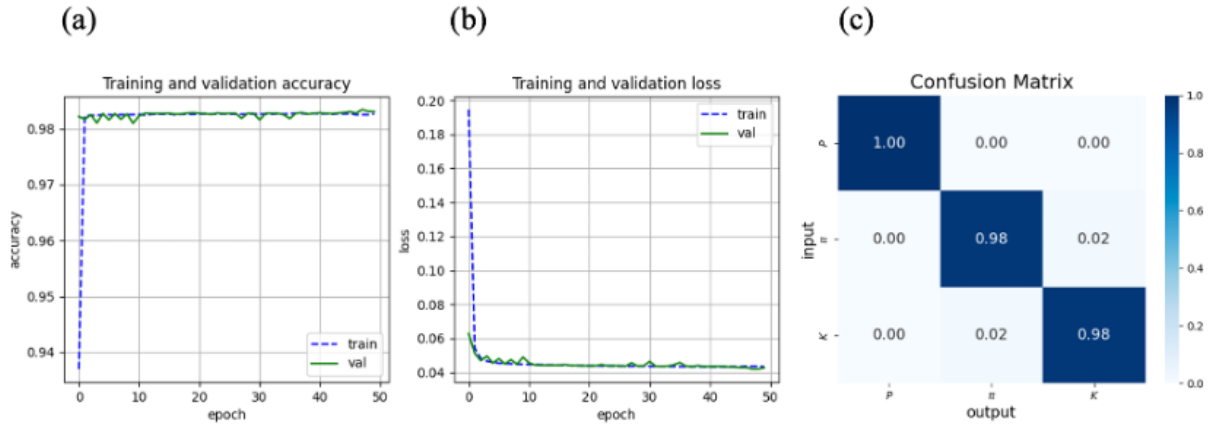 (a)
Training and validation accuracy
0.98
0.97
0.96
0.95
0.94
accuracy
train
val
0 10 20 30 40 50
epoch
(b)
Training and validation loss
0.20
0.18
0.16
0.14
0.12
0.10
0.08
0.06
0.04
loss
train
val
0 10 20 30 40 50
epoch
(c)
Confusion Matrix
input
P 1.00 0.00 0.00
π 0.00 0.98 0.02
K 0.00 0.02 0.98
P π K
output
1.0
0.8
0.6
0.4
0.2
0.0